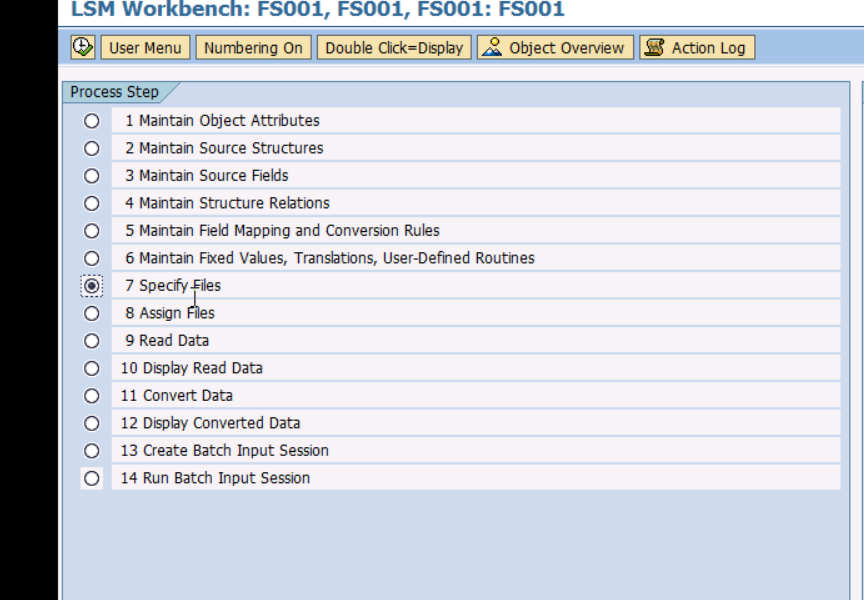 LSM Workbench: FS001, FS001, FS001: FS001
User Menu Numbering On Double Click=Display Object Overview Action Log
Process Step
1 Maintain Object Attributes
2 Maintain Source Structures
3 Maintain Source Fields
4 Maintain Structure Relations
5 Maintain Field Mapping and Conversion Rules
6 Maintain Fixed Values, Translations, User-Defined Routines
7 Specify Files
8 Assign Files
9 Read Data
10 Display Read Data
11 Convert Data
12 Display Converted Data
13 Create Batch Input Session
14 Run Batch Input Session